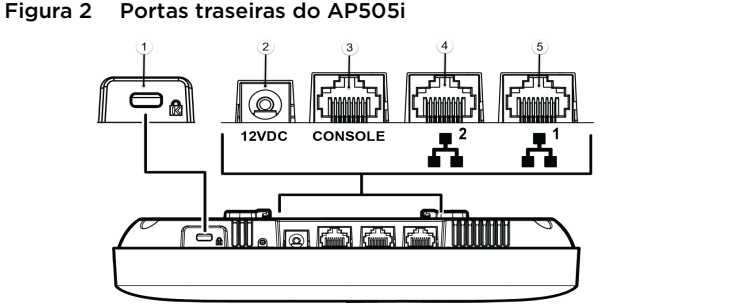 Figura 2 Portas traseiras do AP505i
1 2 3 4 5
12VDC CONSOLE 2 1
K